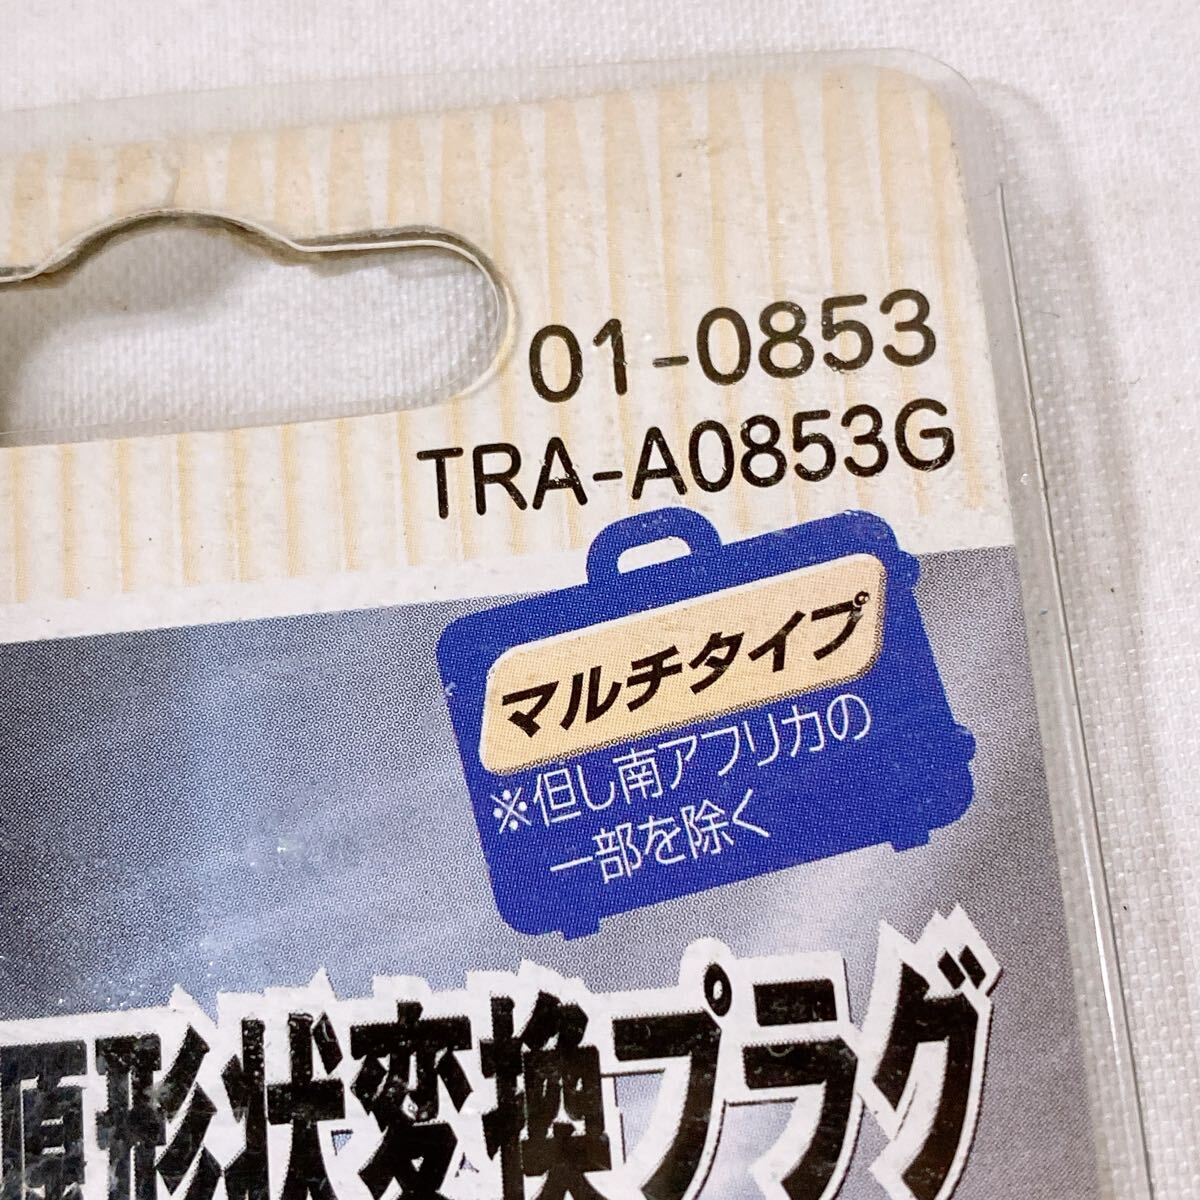 01-0853
TRA-A0853G
マルチタイプ
※但し南アフリカの
一部を除く
源形状変換プラグ